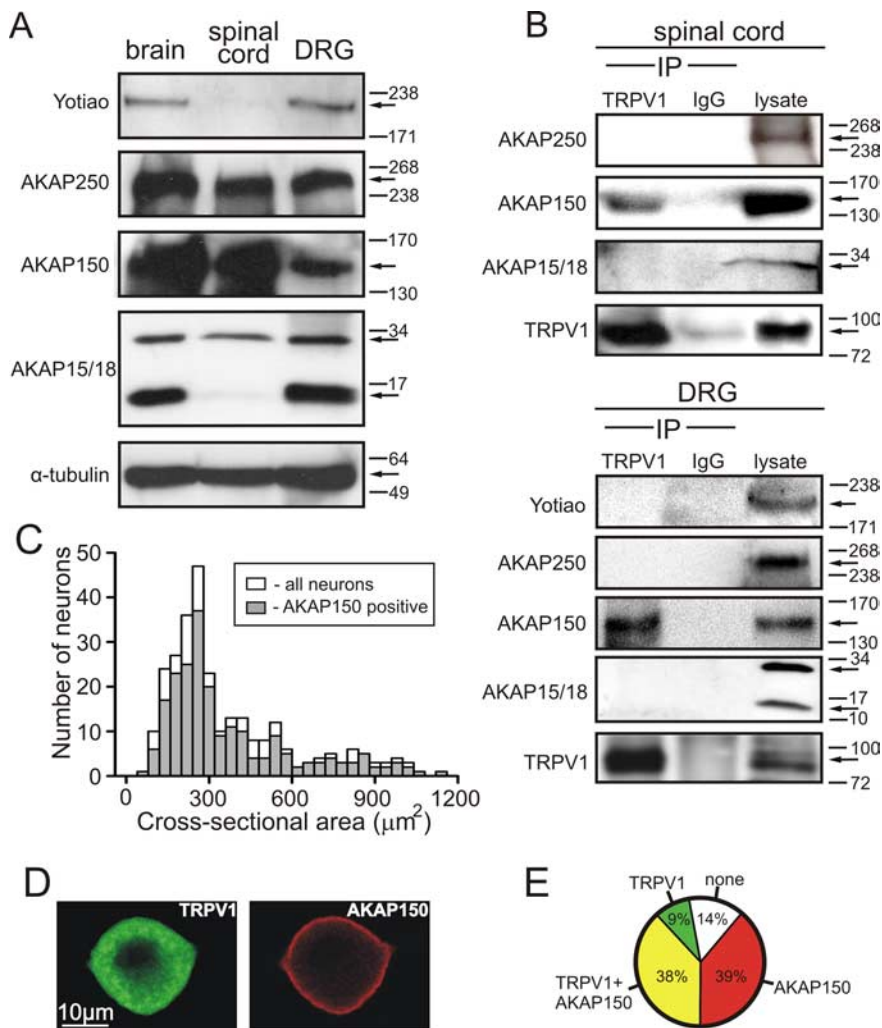 A
brain
spinal
cord
DRG
Yotiao
238
171
AKAP250
268
238
AKAP150
170
130
AKAP15/18
34
17
α-tubulin
64
49
B
spinal cord
IP
TRPV1 IgG lysate
AKAP250
268
238
AKAP150
170
130
AKAP15/18
34
TRPV1
100
72
DRG
IP
TRPV1 IgG lysate
Yotiao
238
171
AKAP250
268
238
AKAP150
170
130
AKAP15/18
34
17
10
TRPV1
100
72
C
50
40
30
20
10
0
Number of neurons
- all neurons
- AKAP150 positive
0 300 600 900 1200
Cross-sectional area (μm²)
D
TRPV1
10μm
AKAP150
E
TRPV1
none
9%
14%
38%
39%
TRPV1+
AKAP150
AKAP150